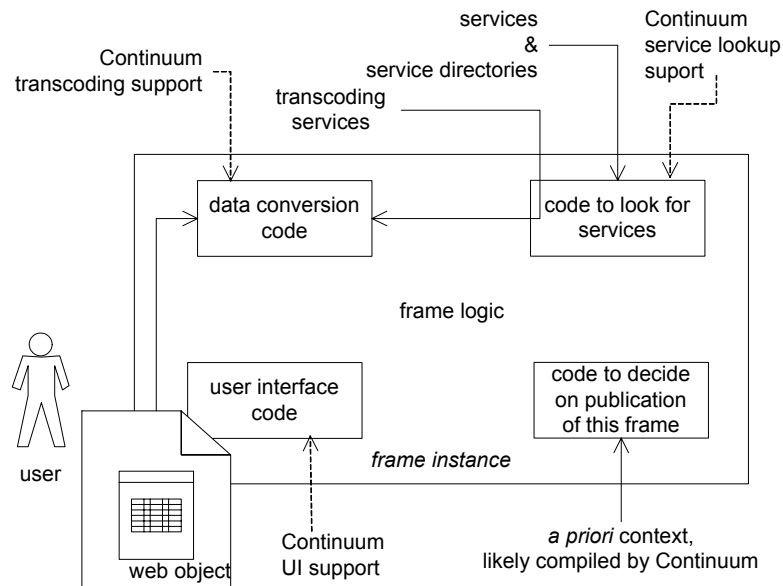 Continuum
transcoding support
services
&
service directories
Continuum
service lookup
suport
transcoding
services
data conversion
code
code to look for
services
frame logic
user interface
code
code to decide
on publication
of this frame
user
frame instance
web object
Continuum
UI support
a priori context,
likely compiled by Continuum